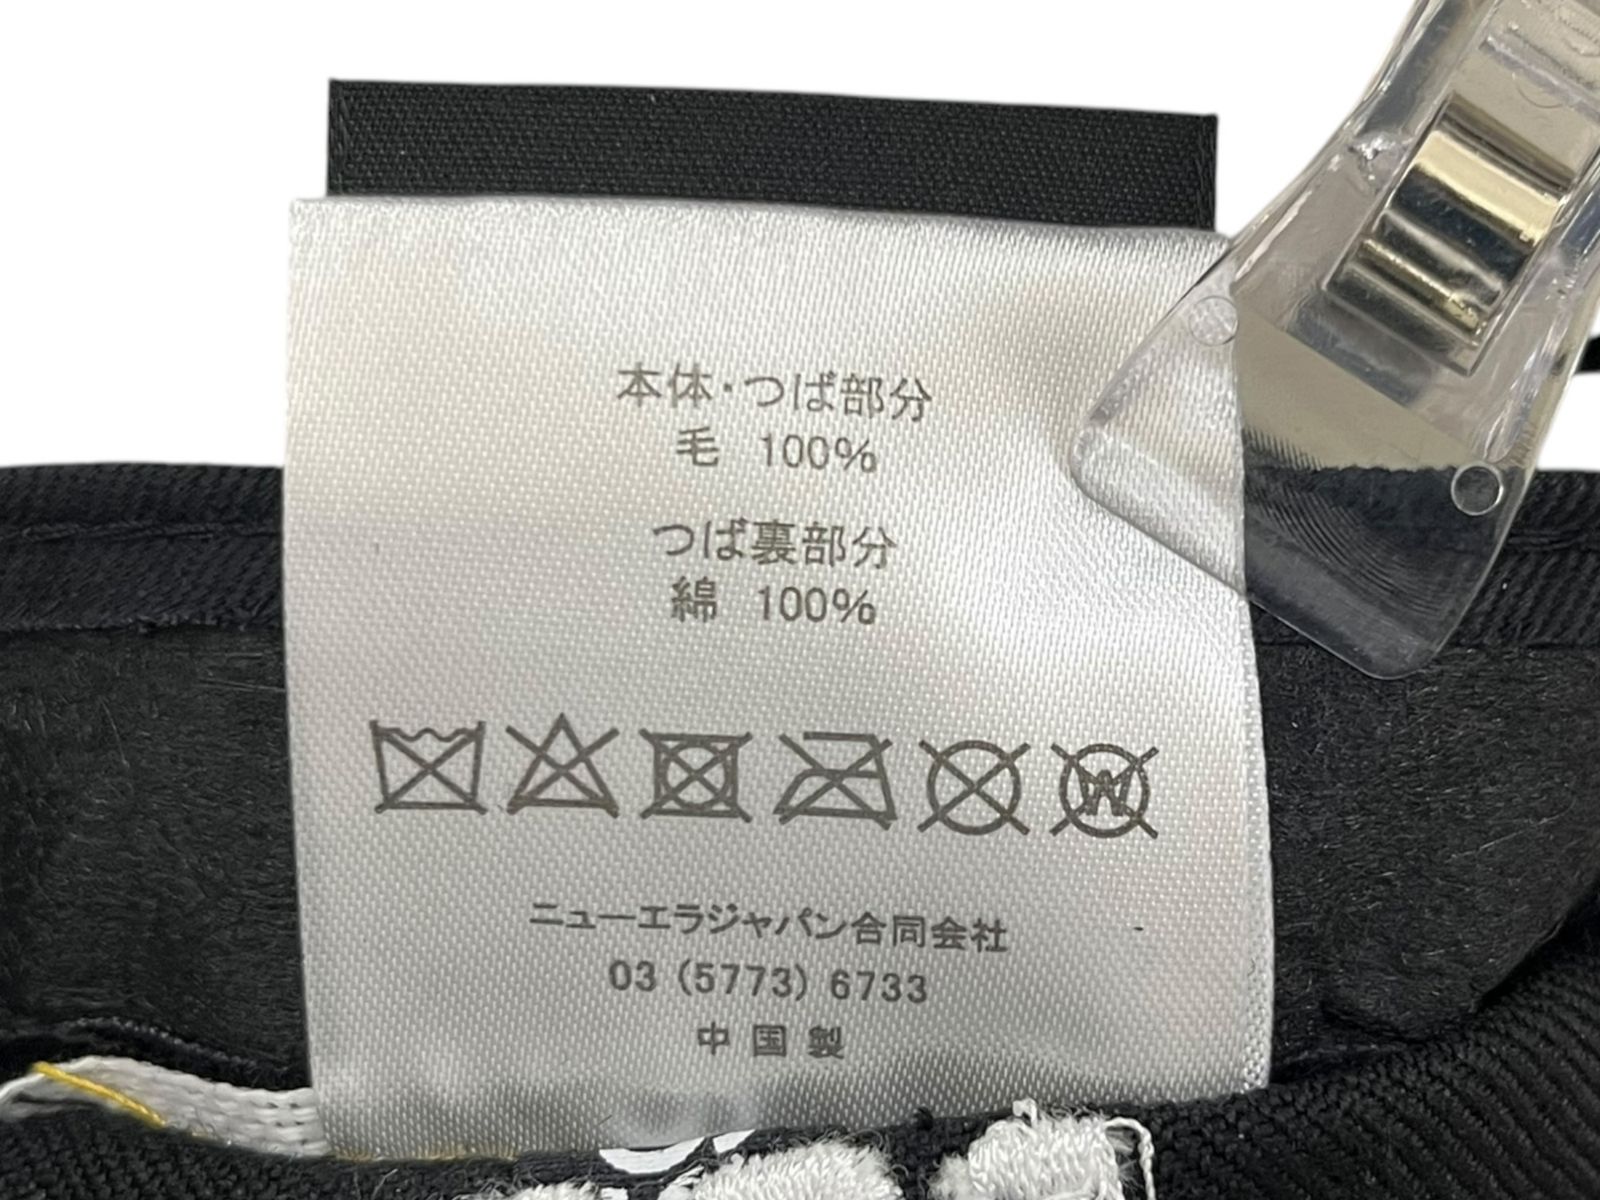 本体・つば部分
毛 100%
つば裏部分
綿 100%
W
ニューエラジャパン合同会社
03 (5773) 6733
中国製